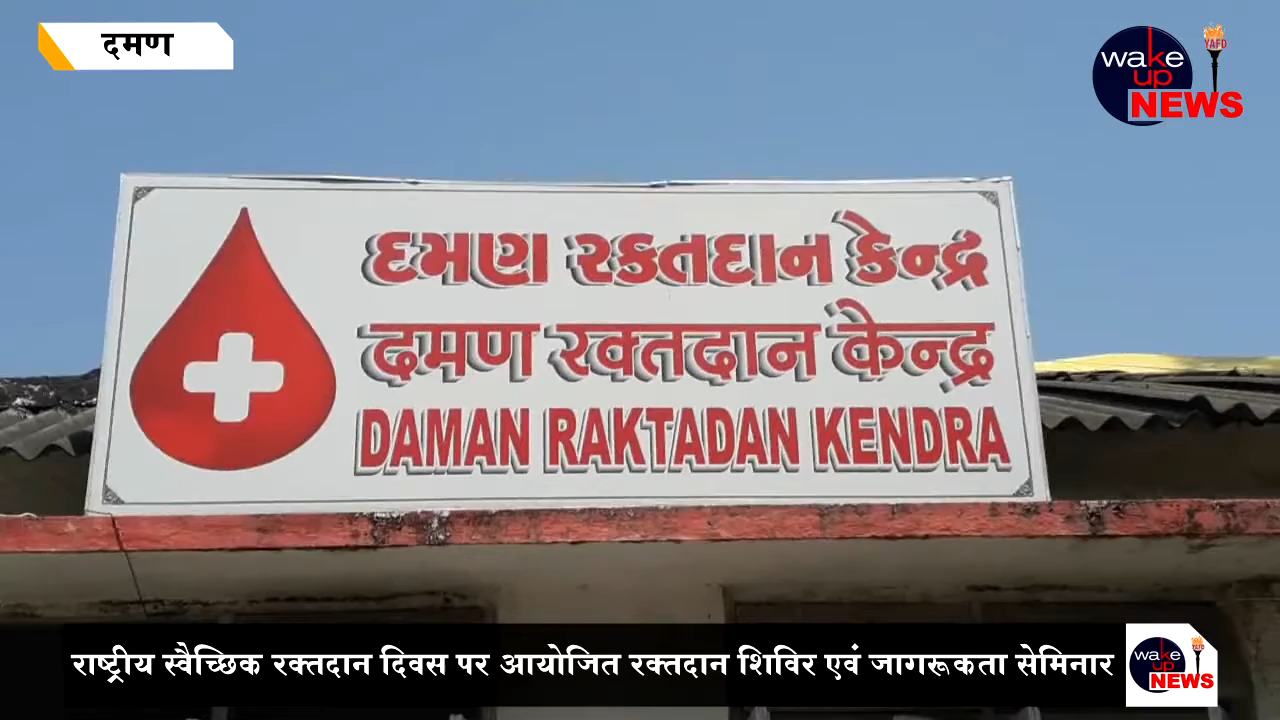 दमण
wake
up
NEWS
YAFD
દમણ રક્તદાન કેન્દ્ર
दमण रक्तदान केन्द्र
DAMAN RAKTADAN KENDRA
राष्ट्रीय स्वैच्छिक रक्तदान दिवस पर आयोजित रक्तदान शिविर एवं जागरूकता सेमिनार
wake
up
NEWS
YAFD